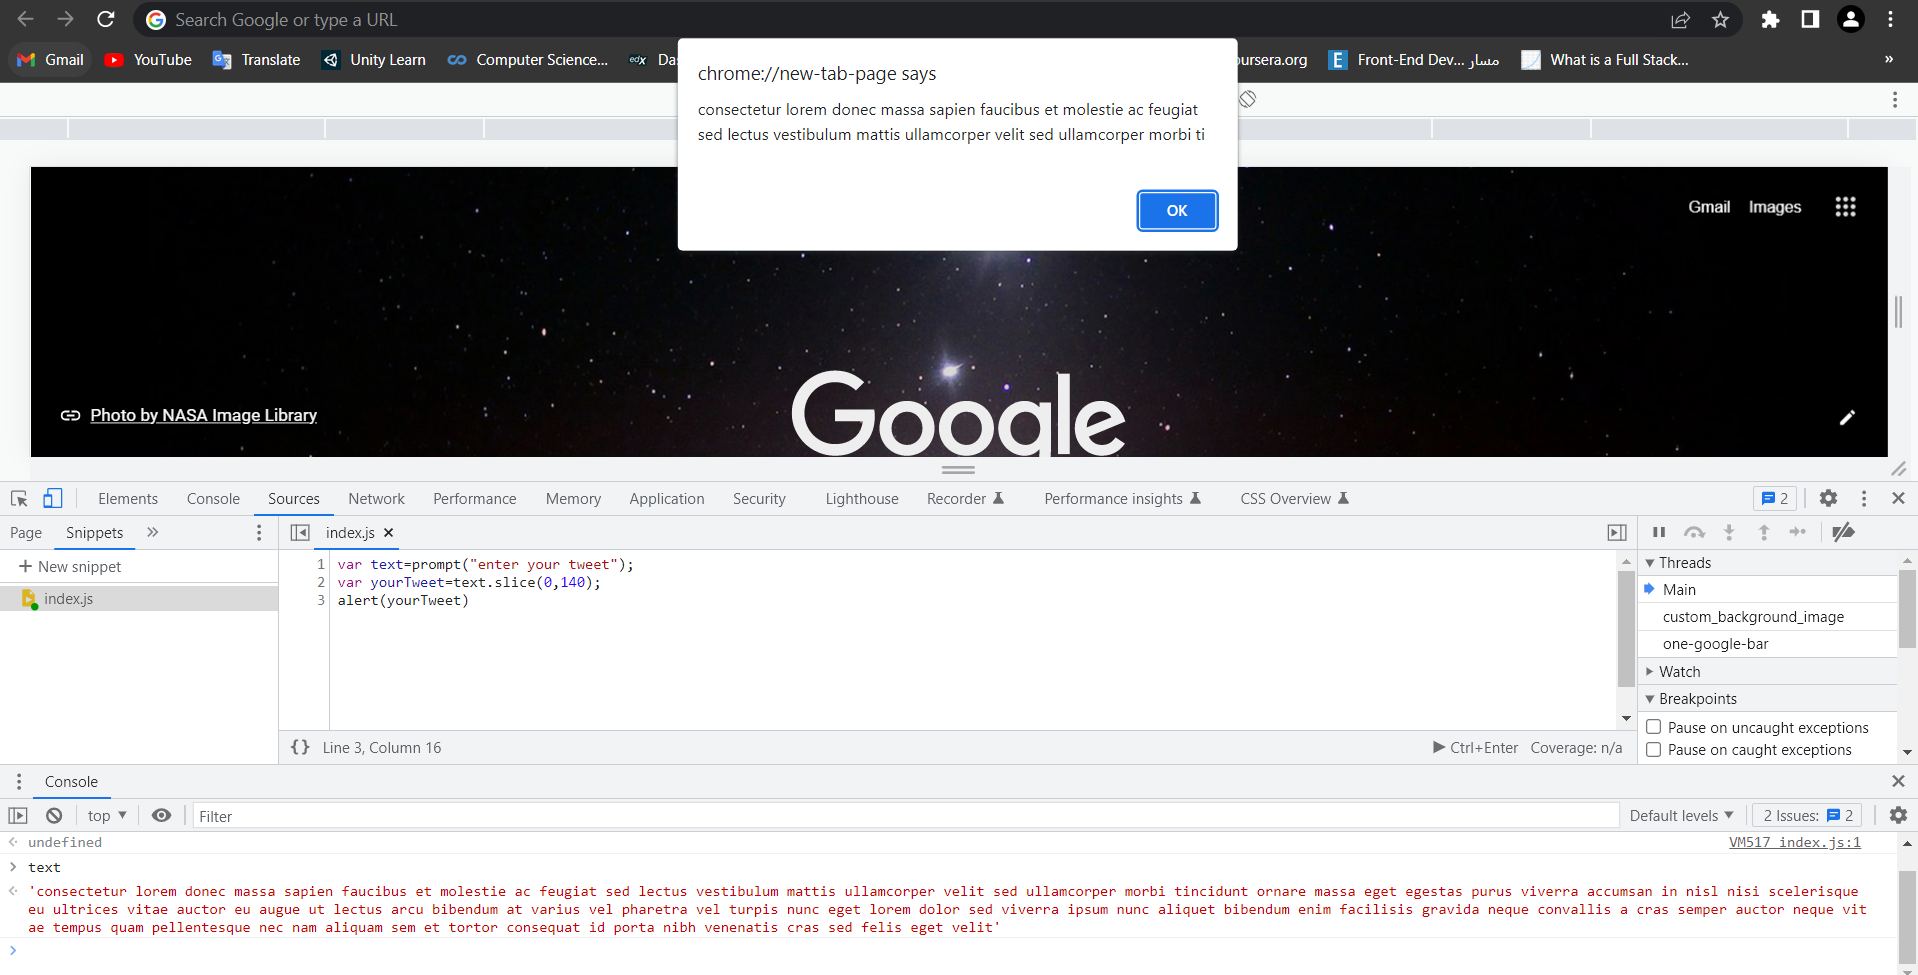 Search Google or type a URL
Gmail YouTube Translate Unity Learn Computer Science... edx Das oursera.org E Front-End Dev... مسار What is a Full Stack... »
chrome://new-tab-page says
consectetur lorem donec massa sapien faucibus et molestie ac feugiat
sed lectus vestibulum mattis ullamcorper velit sed ullamcorper morbi ti
OK
Gmail Images
Google
Photo by NASA Image Library
Elements Console Sources Network Performance Memory Application Security Lighthouse Recorder Performance insights CSS Overview 2
Page Snippets » index.js
New snippet
index.js
1 var text=prompt("enter your tweet");
2 var yourTweet=text.slice(0,140);
3 alert(yourTweet)
Threads
Main
custom_background_image
one-google-bar
Watch
Breakpoints
Pause on uncaught exceptions
Pause on caught exceptions
{} Line 3, Column 16 Ctrl+Enter Coverage: n/a
Console
top Filter Default levels 2 Issues: 2
undefined VM517 index.js:1
text
'consectetur lorem donec massa sapien faucibus et molestie ac feugiat sed lectus vestibulum mattis ullamcorper velit sed ullamcorper morbi tincidunt ornare massa eget egestas purus viverra accumsan in nisl nisi scelerisque
eu ultrices vitae auctor eu augue ut lectus arcu bibendum at varius vel pharetra vel turpis nunc eget lorem dolor sed viverra ipsum nunc aliquet bibendum enim facilisis gravida neque convallis a cras semper auctor neque vit
ae tempus quam pellentesque nec nam aliquam sem et tortor consequat id porta nibh venenatis cras sed felis eget velit'